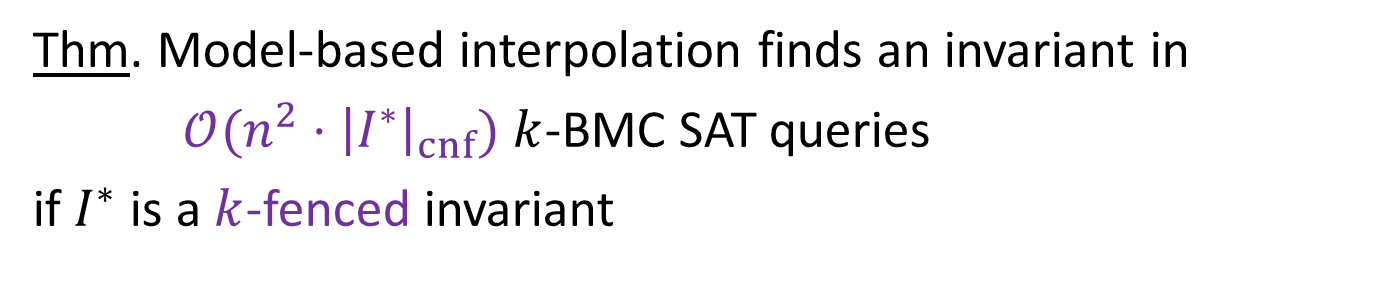 Thm. Model-based interpolation finds an invariant in
𝒪(n² · |I*|cnf) k-BMC SAT queries
if I* is a k-fenced invariant